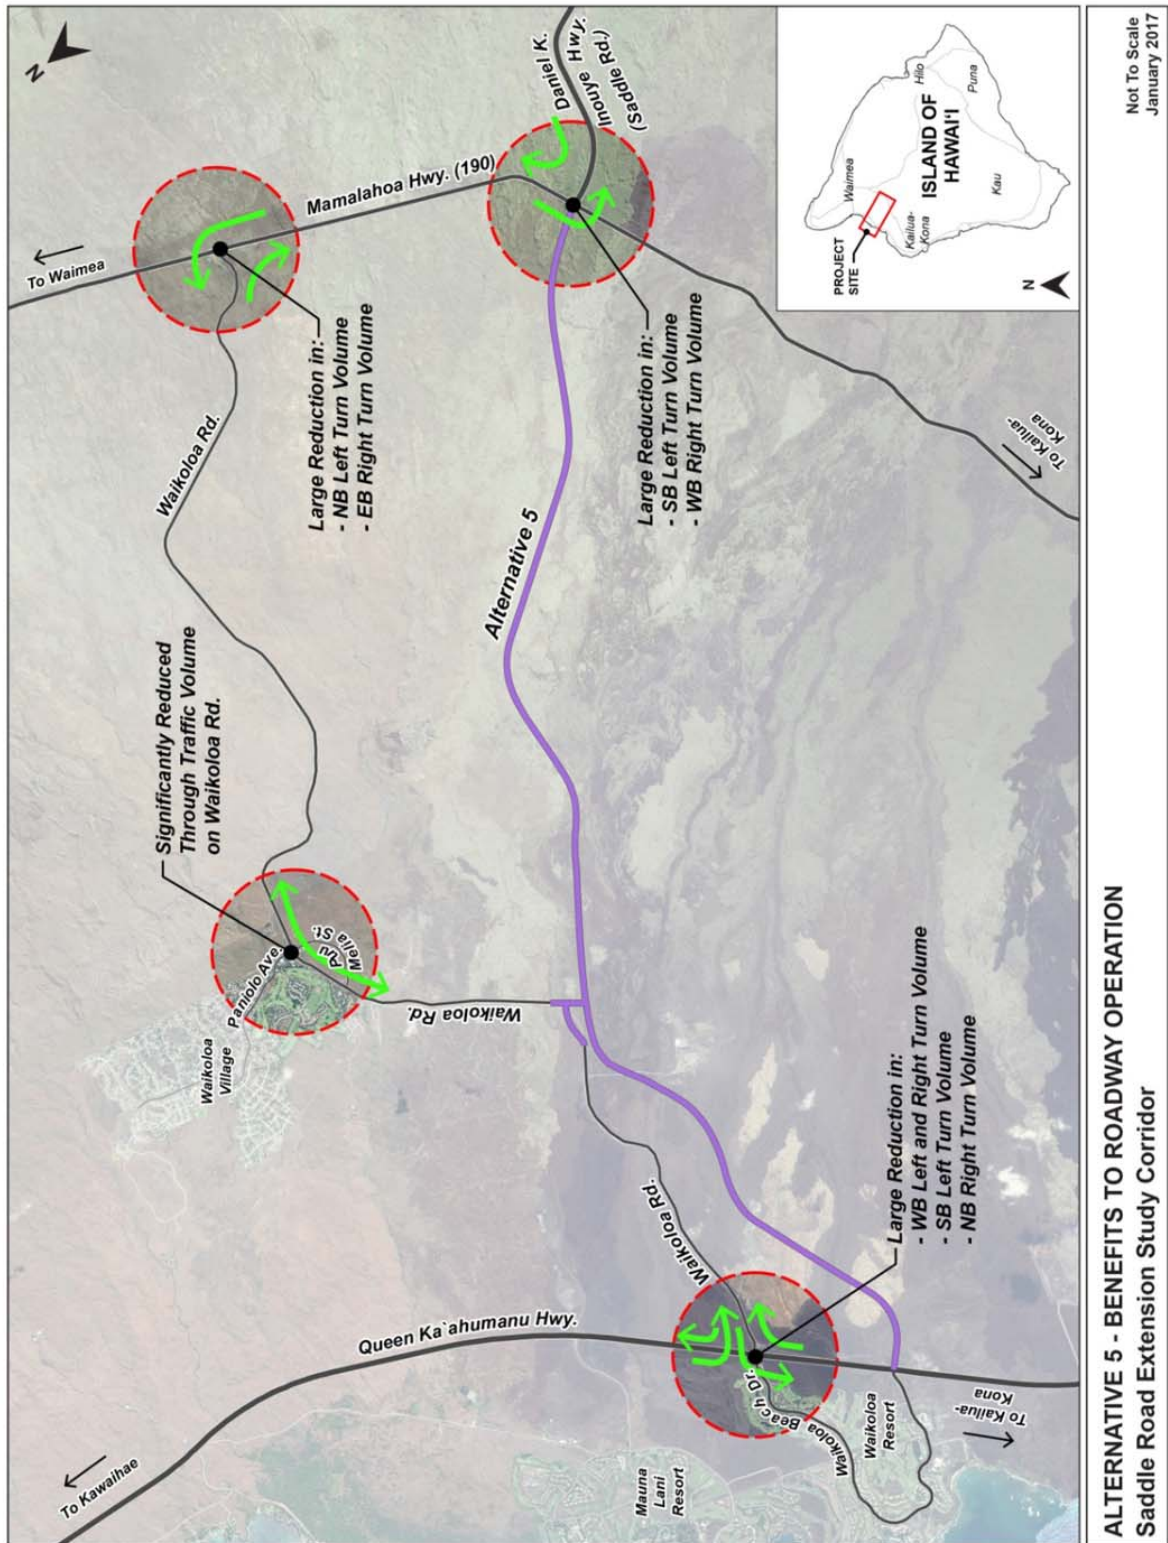 N
To Kawaihae
Queen Ka`ahumanu Hwy.
Mauna
Lani
Resort
Waikoloa Beach Dr.
Waikoloa
Resort
To Kailua-
Kona
Waikoloa Rd.
Large Reduction in:
- WB Left and Right Turn Volume
- SB Left Turn Volume
- NB Right Turn Volume
Waikoloa
Village
Paniolo Ave.
Melia St.
Waikoloa Rd.
Significantly Reduced
Through Traffic Volume
on Waikoloa Rd.
Alternative 5
Waikoloa Rd.
Large Reduction in:
- NB Left Turn Volume
- EB Right Turn Volume
To Waimea
Mamalahoa Hwy. (190)
Large Reduction in:
- SB Left Turn Volume
- WB Right Turn Volume
Daniel K.
Inouye Hwy.
(Saddle Rd.)
To Kailua-
Kona
PROJECT
SITE
Waimea
Hilo
ISLAND OF
HAWAI'I
Puna
Kailua-
Kona
Kau
N
ALTERNATIVE 5 - BENEFITS TO ROADWAY OPERATION
Saddle Road Extension Study Corridor
Not To Scale
January 2017